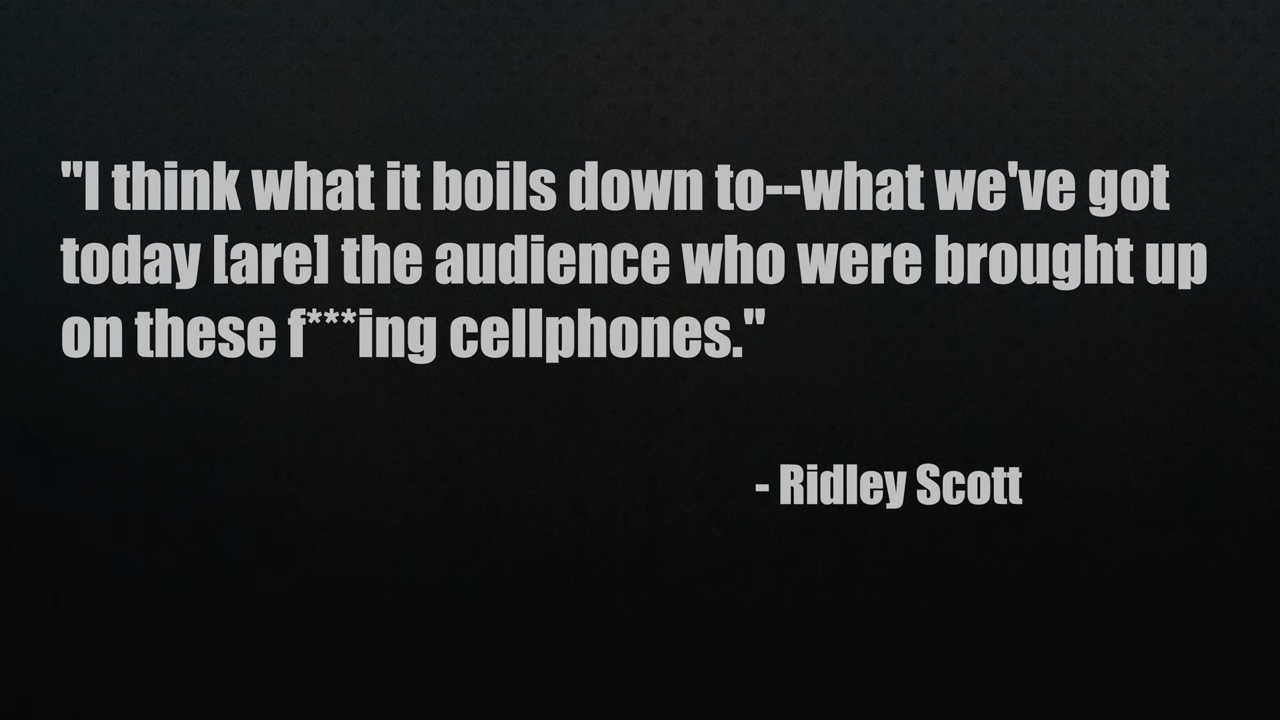 "I think what it boils down to--what we've got
today [are] the audience who were brought up
on these f***ing cellphones."
- Ridley Scott